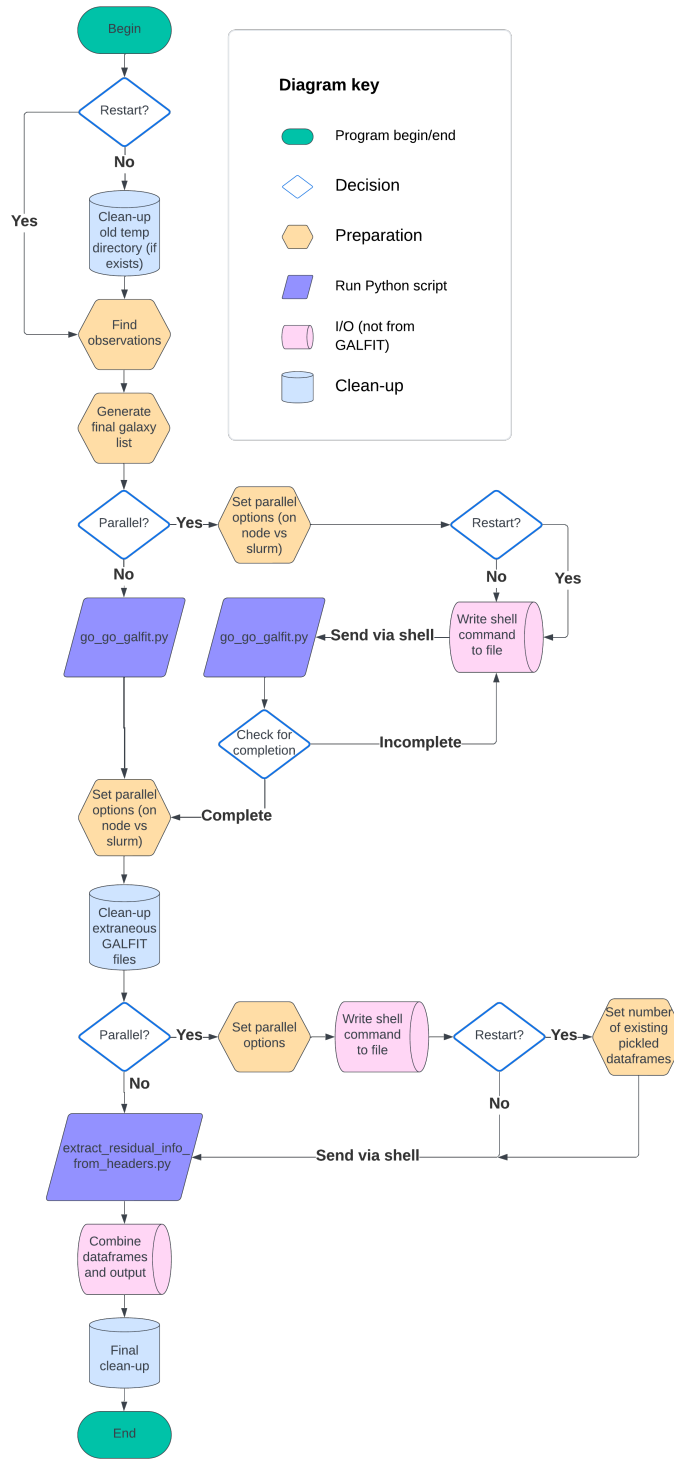 Begin
Diagram key
Restart?
Program begin/end
No
Decision
Yes
Clean-up
old temp
directory (if
exists)
Preparation
Run Python script
Find
observations
I/O (not from
GALFIT)
Clean-up
Generate
final galaxy
list
Parallel?
Yes
Set parallel
options (on
node vs
slurm)
Restart?
No
No
Yes
go_go_galfit.py
go_go_galfit.py
Send via shell
Write shell
command
to file
Check for
completion
Incomplete
Complete
Set parallel
options (on
node vs
slurm)
Clean-up
extraneous
GALFIT
files
Parallel?
Yes
Set parallel
options
Write shell
command
to file
Restart?
Yes
Set number
of existing
pickled
dataframes
No
No
extract_residual_info_
from_headers.py
Send via shell
Combine
dataframes
and output
Final
clean-up
End